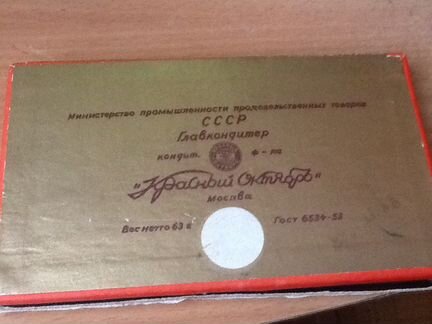 Министерство промышленности продовольственных товаров
СССР
Главкондитер
кондит. ф-ка
"Красный Октябрь"
Москва
Вес нетто 63 г Гост 6534-53